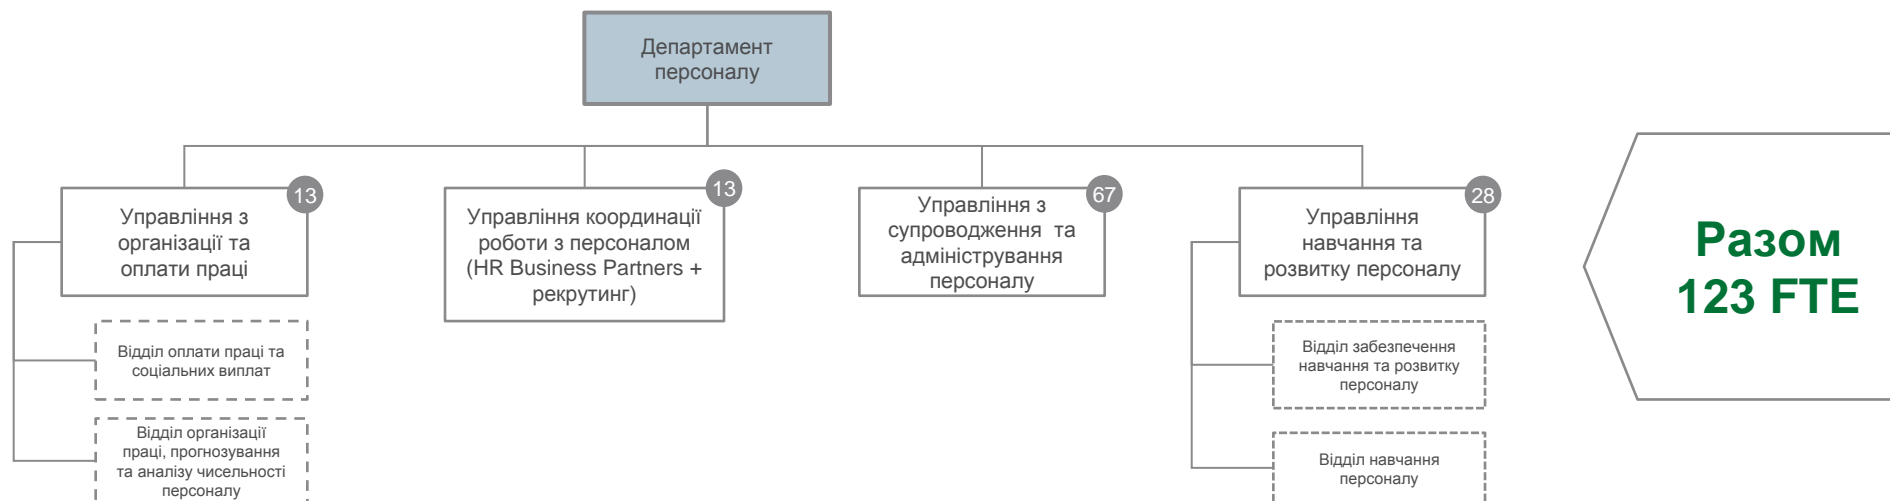 Департамент
персоналу
13
Управління з
організації та
оплати праці
13
Управління координації
роботи з персоналом
(HR Business Partners +
рекрутинг)
67
Управління з
супроводження та
адміністрування
персоналу
28
Управління
навчання та
розвитку персоналу
Разом
123 FTE
Відділ оплати праці та
соціальних виплат
Відділ організації
праці, прогнозування
та аналізу чисельності
персоналу
Відділ забезпечення
навчання та розвитку
персоналу
Відділ навчання
персоналу